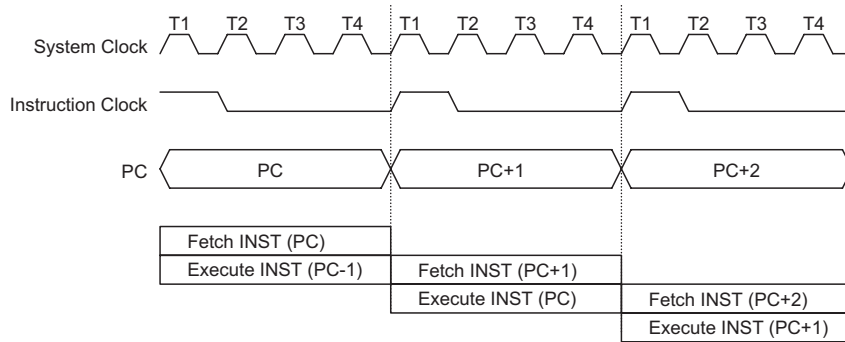 T1 T2 T3 T4 T1 T2 T3 T4 T1 T2 T3 T4
System Clock
Instruction Clock
PC PC PC+1 PC+2
Fetch INST (PC)
Execute INST (PC-1) Fetch INST (PC+1)
Execute INST (PC) Fetch INST (PC+2)
Execute INST (PC+1)